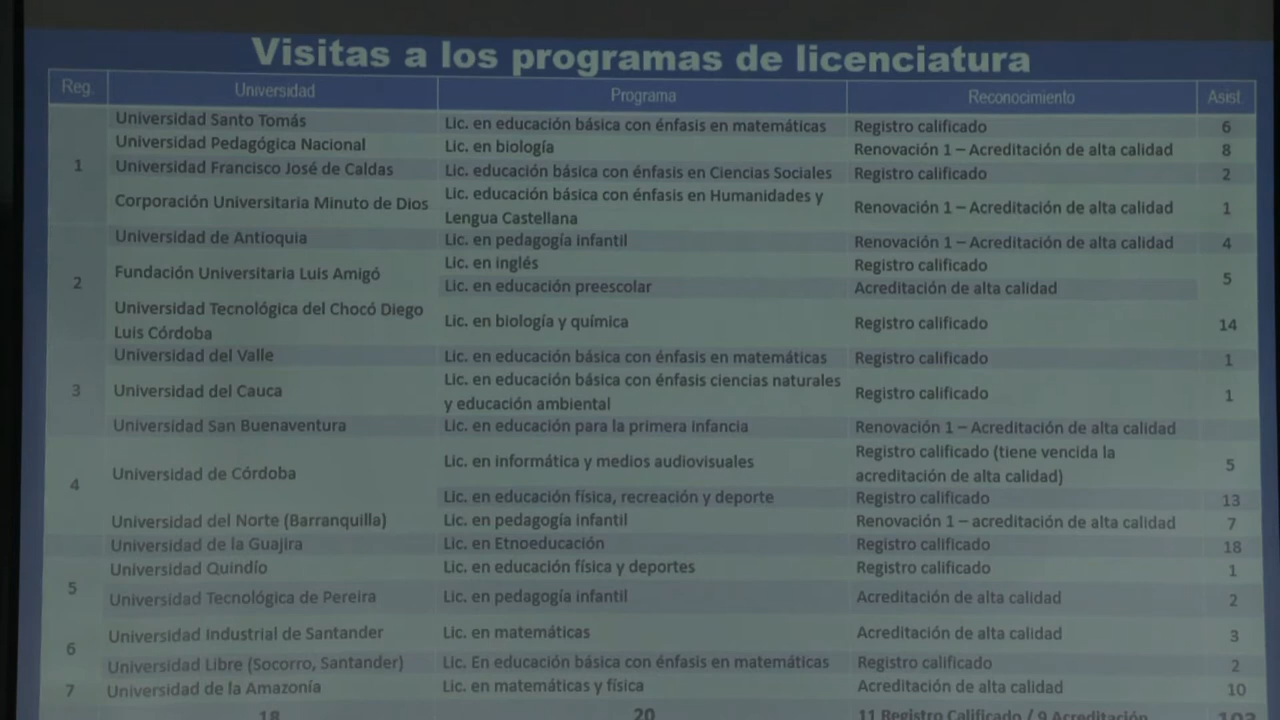 Visitas a los programas de licenciatura
Reg. Universidad Programa Reconocimiento Asist.
1
Universidad Santo Tomás Lic. en educación básica con énfasis en matemáticas Registro calificado 6
Universidad Pedagógica Nacional Lic. en biología Renovación 1 – Acreditación de alta calidad 8
Universidad Francisco José de Caldas Lic. educación básica con énfasis en Ciencias Sociales Registro calificado 2
Corporación Universitaria Minuto de Dios Lic. educación básica con énfasis en Humanidades y
Lengua Castellana Renovación 1 – Acreditación de alta calidad 1
2
Universidad de Antioquia Lic. en pedagogía infantil Renovación 1 – Acreditación de alta calidad 4
Fundación Universitaria Luis Amigó Lic. en inglés Registro calificado 5
Lic. en educación preescolar Acreditación de alta calidad
Universidad Tecnológica del Chocó Diego
Luis Córdoba Lic. en biología y química Registro calificado 14
3
Universidad del Valle Lic. en educación básica con énfasis en matemáticas Registro calificado 1
Universidad del Cauca Lic. en educación básica con énfasis ciencias naturales
y educación ambiental Registro calificado 1
Universidad San Buenaventura Lic. en educación para la primera infancia Renovación 1 – Acreditación de alta calidad
4
Universidad de Córdoba Lic. en informática y medios audiovisuales Registro calificado (tiene vencida la
acreditación de alta calidad) 5
Lic. en educación física, recreación y deporte Registro calificado 13
Universidad del Norte (Barranquilla) Lic. en pedagogía infantil Renovación 1 – acreditación de alta calidad 7
Universidad de la Guajira Lic. en Etnoeducación Registro calificado 18
5
Universidad Quindío Lic. en educación física y deportes Registro calificado 1
Universidad Tecnológica de Pereira Lic. en pedagogía infantil Acreditación de alta calidad 2
6
Universidad Industrial de Santander Lic. en matemáticas Acreditación de alta calidad 3
Universidad Libre (Socorro, Santander) Lic. En educación básica con énfasis en matemáticas Registro calificado 2
7 Universidad de la Amazonía Lic. en matemáticas y física Acreditación de alta calidad 10
18 20 11 Registro Calificado / 9 Acreditación